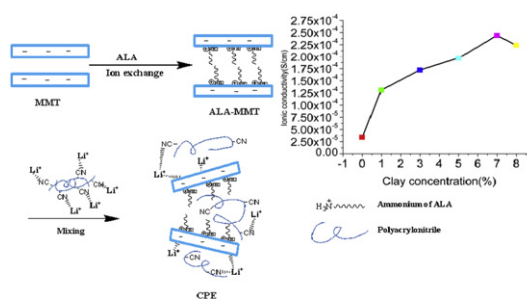 ALA
Ion exchange
MMT
ALA-MMT
Ionic conductivity(S/cm)
2.75x10⁻⁴
2.50x10⁻⁴
2.25x10⁻⁴
2.00x10⁻⁴
1.75x10⁻⁴
1.50x10⁻⁴
1.25x10⁻⁴
1.00x10⁻⁴
7.50x10⁻⁵
5.00x10⁻⁵
2.50x10⁻⁵
0.00
-1 0 1 2 3 4 5 6 7 8
Clay concentration(%)
Li⁺
Li⁺
NC
CN
CN
CN
Li⁺
Li⁺
Mixing
NC
CN
Li⁺
Li⁺
CN
NC
Li⁺
CN
CN
CN
Li⁺
CPE
Ammonium of ALA
Polyacrylonitrile